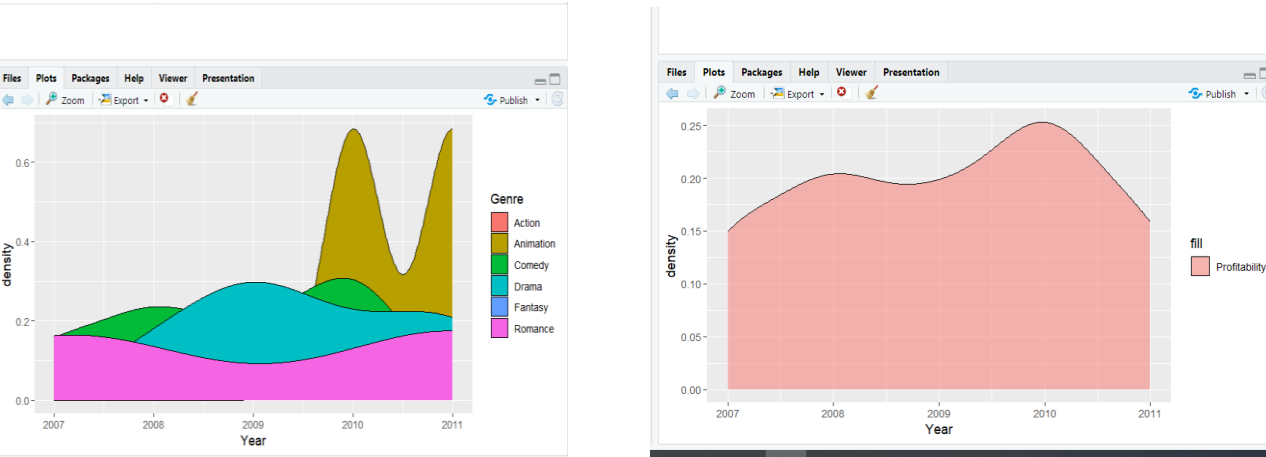 Files Plots Packages Help Viewer Presentation
Zoom Export Publish
0.6
0.4
0.2
0.0
density
2007 2008 2009 2010 2011
Year
Genre
Action
Animation
Comedy
Drama
Fantasy
Romance
Files Plots Packages Help Viewer Presentation
Zoom Export Publish
0.25
0.20
0.15
0.10
0.05
0.00
density
2007 2008 2009 2010 2011
Year
fill
Profitability